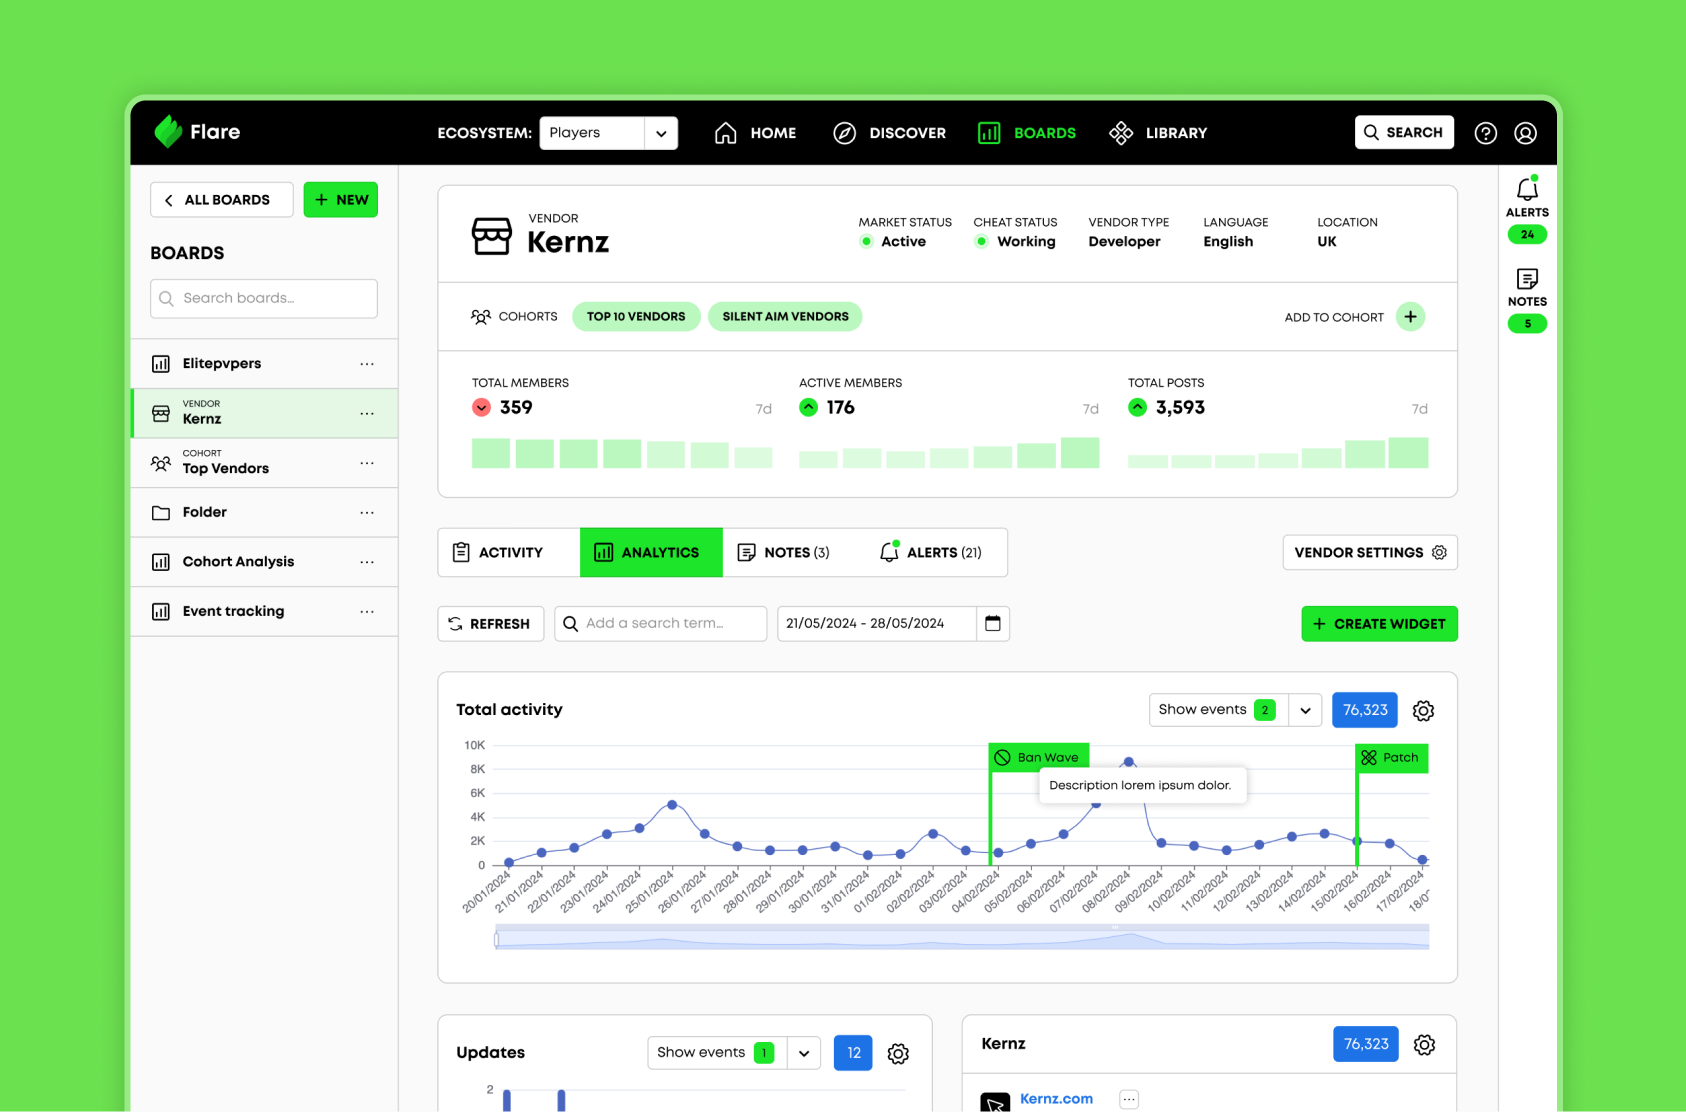 Flare
ECOSYSTEM: Players
HOME
DISCOVER
BOARDS
LIBRARY
SEARCH
ALL BOARDS
NEW
BOARDS
Search boards...
Elitepvpers
VENDOR
Kernz
COHORT
Top Vendors
Folder
Cohort Analysis
Event tracking
ALERTS
24
NOTES
5
VENDOR
Kernz
MARKET STATUS
Active
CHEAT STATUS
Working
VENDOR TYPE
Developer
LANGUAGE
English
LOCATION
UK
COHORTS
TOP 10 VENDORS
SILENT AIM VENDORS
ADD TO COHORT
TOTAL MEMBERS
359
7d
ACTIVE MEMBERS
176
7d
TOTAL POSTS
3,593
7d
ACTIVITY
ANALYTICS
NOTES (3)
ALERTS (21)
VENDOR SETTINGS
REFRESH
Add a search term...
21/05/2024 - 28/05/2024
CREATE WIDGET
Total activity
Show events 2
76,323
10K
8K
6K
4K
2K
0
Ban Wave
Description lorem ipsum dolor.
Patch
20/01/2024
21/01/2024
22/01/2024
23/01/2024
24/01/2024
25/01/2024
26/01/2024
27/01/2024
28/01/2024
29/01/2024
30/01/2024
31/01/2024
01/02/2024
02/02/2024
03/02/2024
04/02/2024
05/02/2024
06/02/2024
07/02/2024
08/02/2024
09/02/2024
10/02/2024
11/02/2024
12/02/2024
13/02/2024
14/02/2024
15/02/2024
16/02/2024
17/02/2024
Updates
Show events 1
12
2
Kernz
76,323
Kernz.com